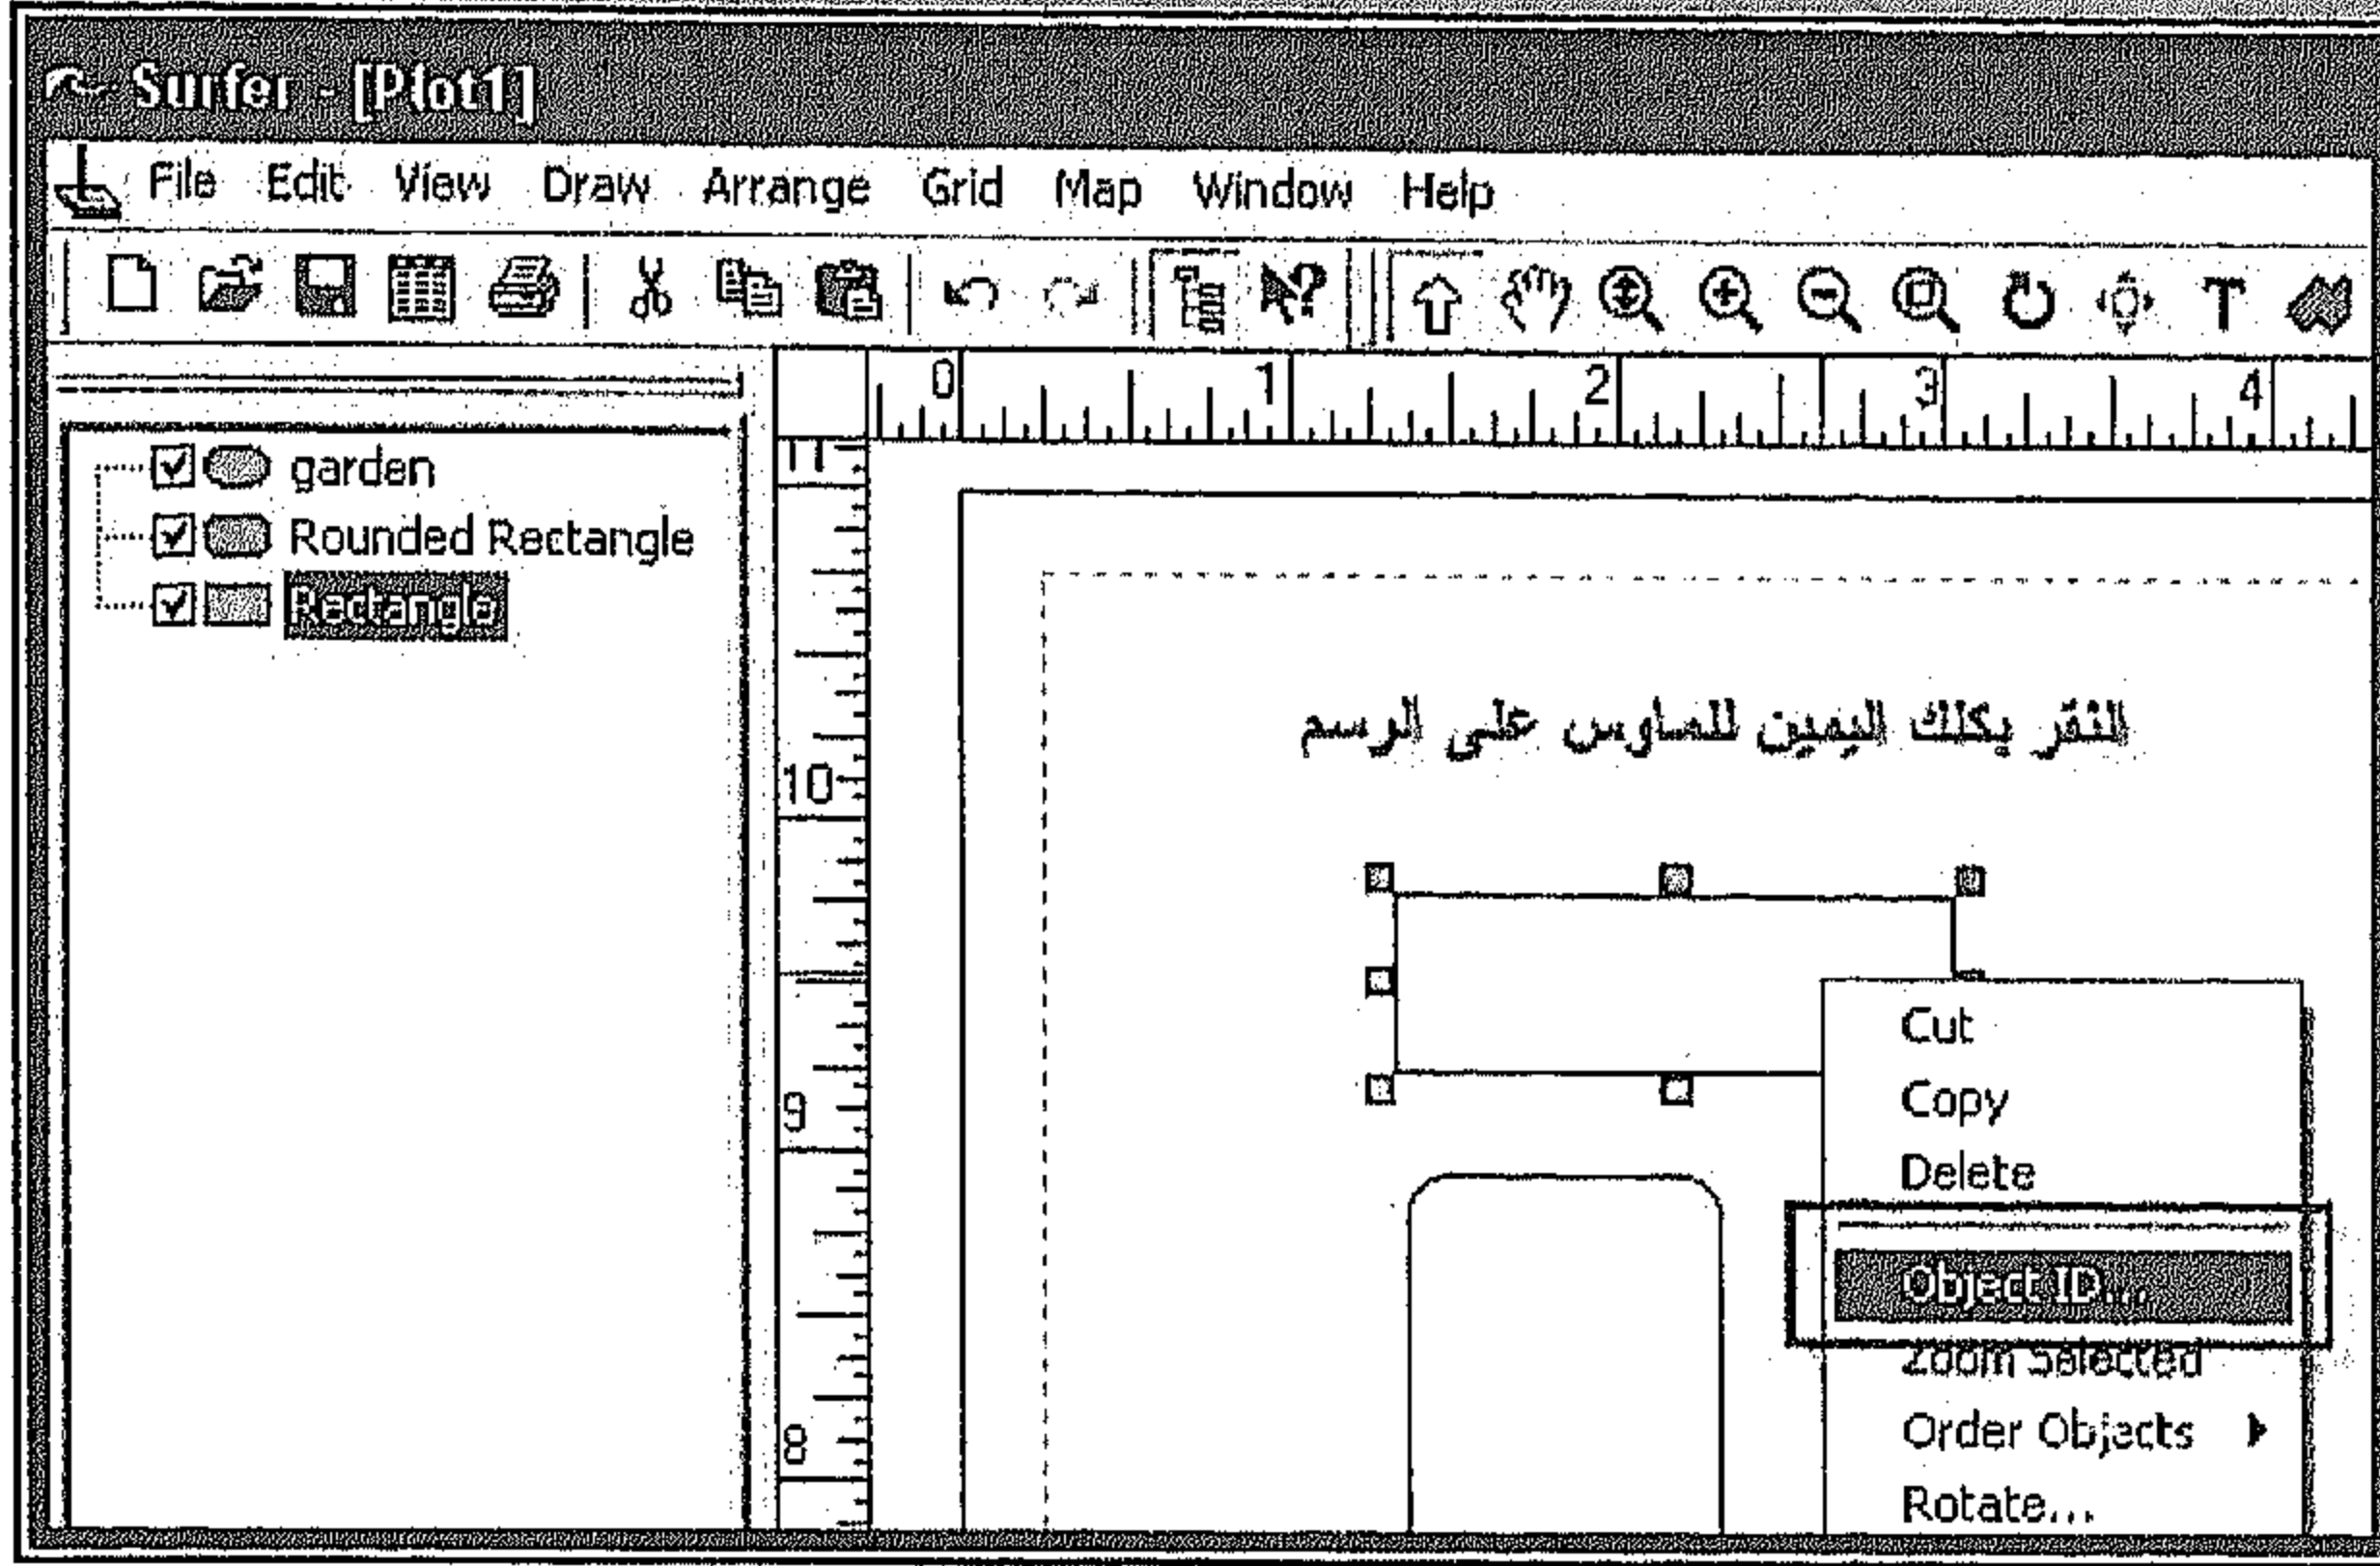 Surfer - [Plot1]
File Edit View Draw Arrange Grid Map Window Help
0 1 2 3 4
11
garden
Rounded Rectangle
Rectangle
النقر بكلك اليمين للماوس على الرسم
10
9
8
Cut
Copy
Delete
Object ID...
Zoom Selected
Order Objects
Rotate...